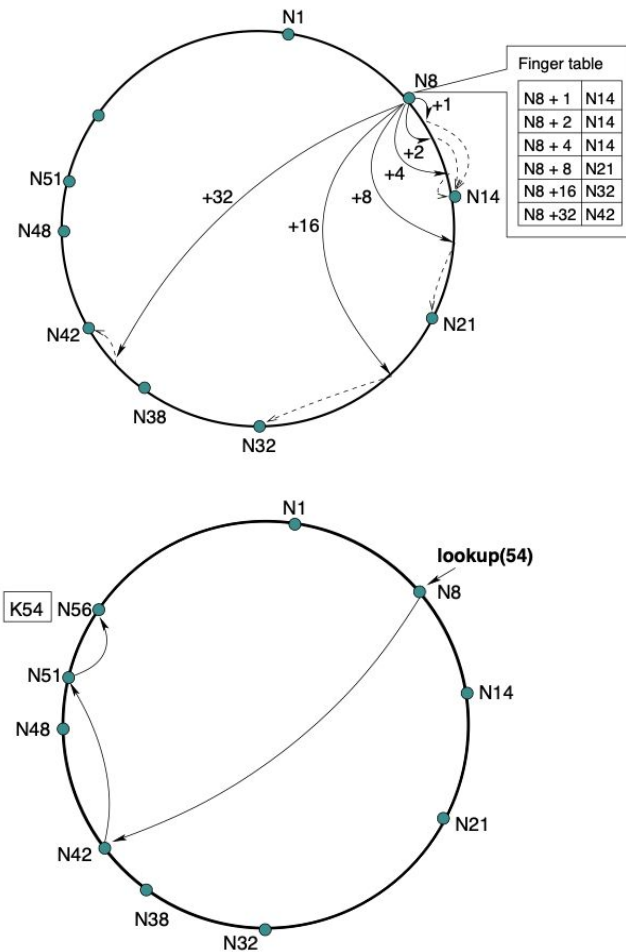 N1
N8
Finger table
+1
N8 + 1 N14
+2
N8 + 2 N14
N8 + 4 N14
+4
N51
N8 + 8 N21
+32
+8
N14
N8 +16 N32
N8 +32 N42
+16
N48
N21
N42
N38
N32
N1
lookup(54)
N8
K54 N56
N51
N14
N48
N21
N42
N38
N32